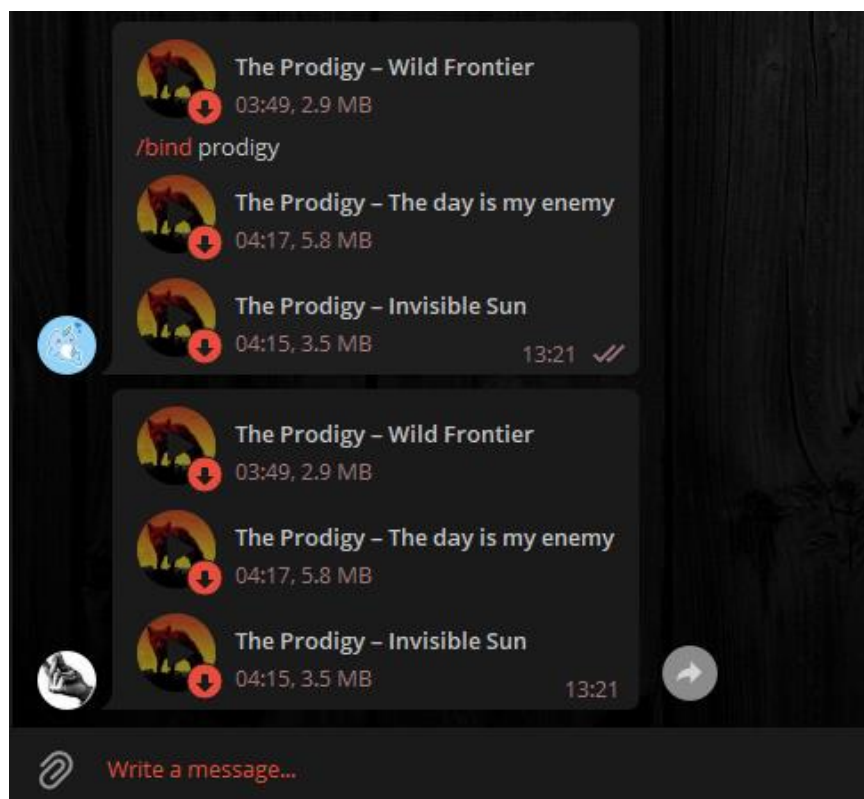 The Prodigy – Wild Frontier
03:49, 2.9 MB
/bind prodigy
The Prodigy – The day is my enemy
04:17, 5.8 MB
The Prodigy – Invisible Sun
04:15, 3.5 MB
13:21
The Prodigy – Wild Frontier
03:49, 2.9 MB
The Prodigy – The day is my enemy
04:17, 5.8 MB
The Prodigy – Invisible Sun
04:15, 3.5 MB
13:21
Write a message...